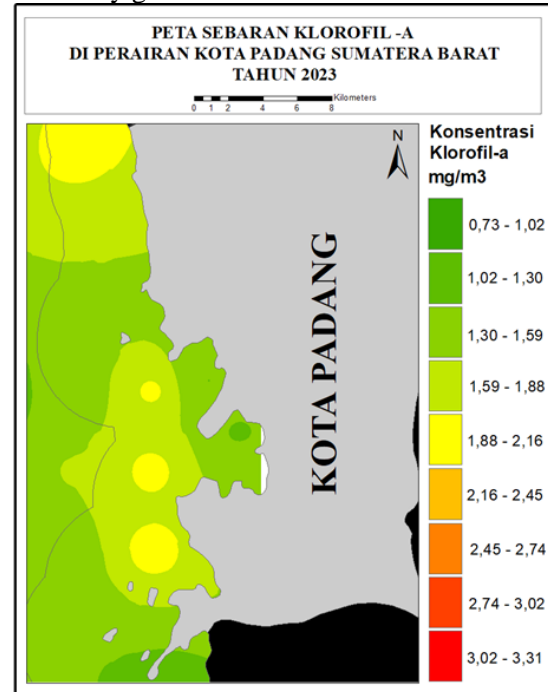 PETA SEBARAN KLOROFIL -A
DI PERAIRAN KOTA PADANG SUMATERA BARAT
TAHUN 2023
Kilometers
0 1 2 4 6 8
N
KOTA PADANG
Konsentrasi
Klorofil-a
mg/m3
0,73 - 1,02
1,02 - 1,30
1,30 - 1,59
1,59 - 1,88
1,88 - 2,16
2,16 - 2,45
2,45 - 2,74
2,74 - 3,02
3,02 - 3,31